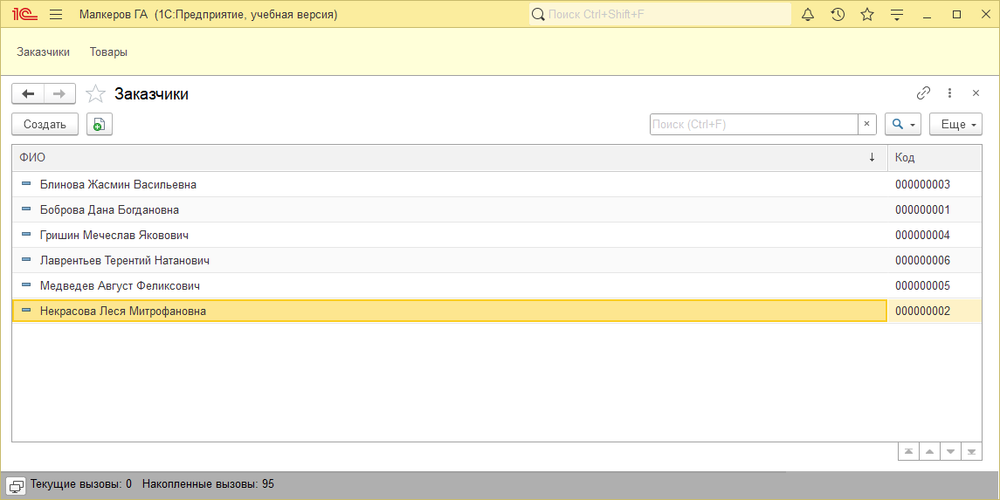 1С Малкеров ГА (1С:Предприятие, учебная версия) Поиск Ctrl+Shift+F
Заказчики Товары
Заказчики
Создать Поиск (Ctrl+F) × Еще
ФИО ↓ Код
Блинова Жасмин Васильевна 000000003
Боброва Дана Богдановна 000000001
Гришин Мечеслав Яковович 000000004
Лаврентьев Терентий Натанович 000000006
Медведев Август Феликсович 000000005
Некрасова Леся Митрофановна 000000002
Текущие вызовы: 0 Накопленные вызовы: 95